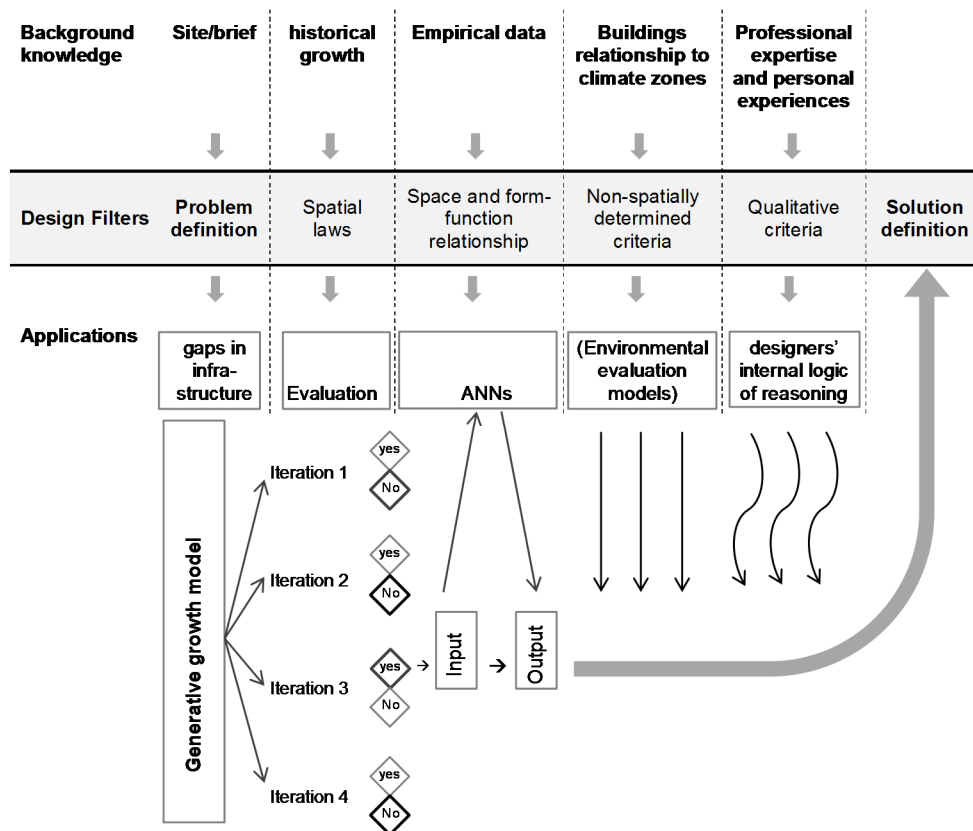 Background
knowledge
Site/brief
historical
growth
Empirical data
Buildings
relationship to
climate zones
Professional
expertise
and personal
experiences
Design Filters
Problem
definition
Spatial
laws
Space and form-
function
relationship
Non-spatially
determined
criteria
Qualitative
criteria
Solution
definition
Applications
gaps in
infra-
structure
Evaluation
ANNs
(Environmental
evaluation
models)
designers'
internal logic
of reasoning
Generative growth model
Iteration 1
yes
No
Iteration 2
yes
No
Iteration 3
yes
No
Input
Output
Iteration 4
yes
No